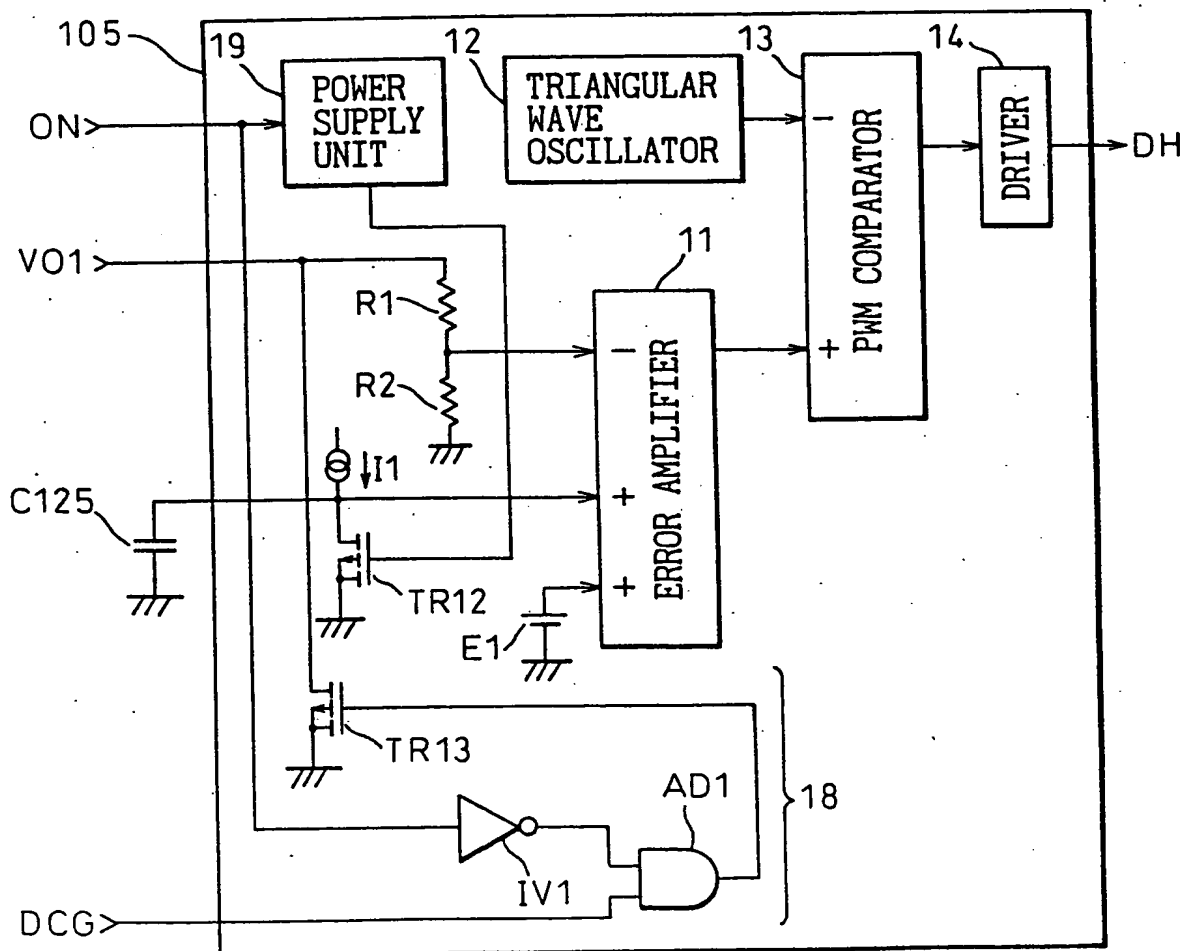 105
19
12
13
14
POWER
SUPPLY
UNIT
TRIANGULAR
WAVE
OSCILLATOR
ON
−
PWM COMPARATOR
DRIVER
DH
VO1
11
R1
−
+
R2
ERROR AMPLIFIER
I1
C125
+
TR12
+
E1
TR13
AD1
18
IV1
DCG